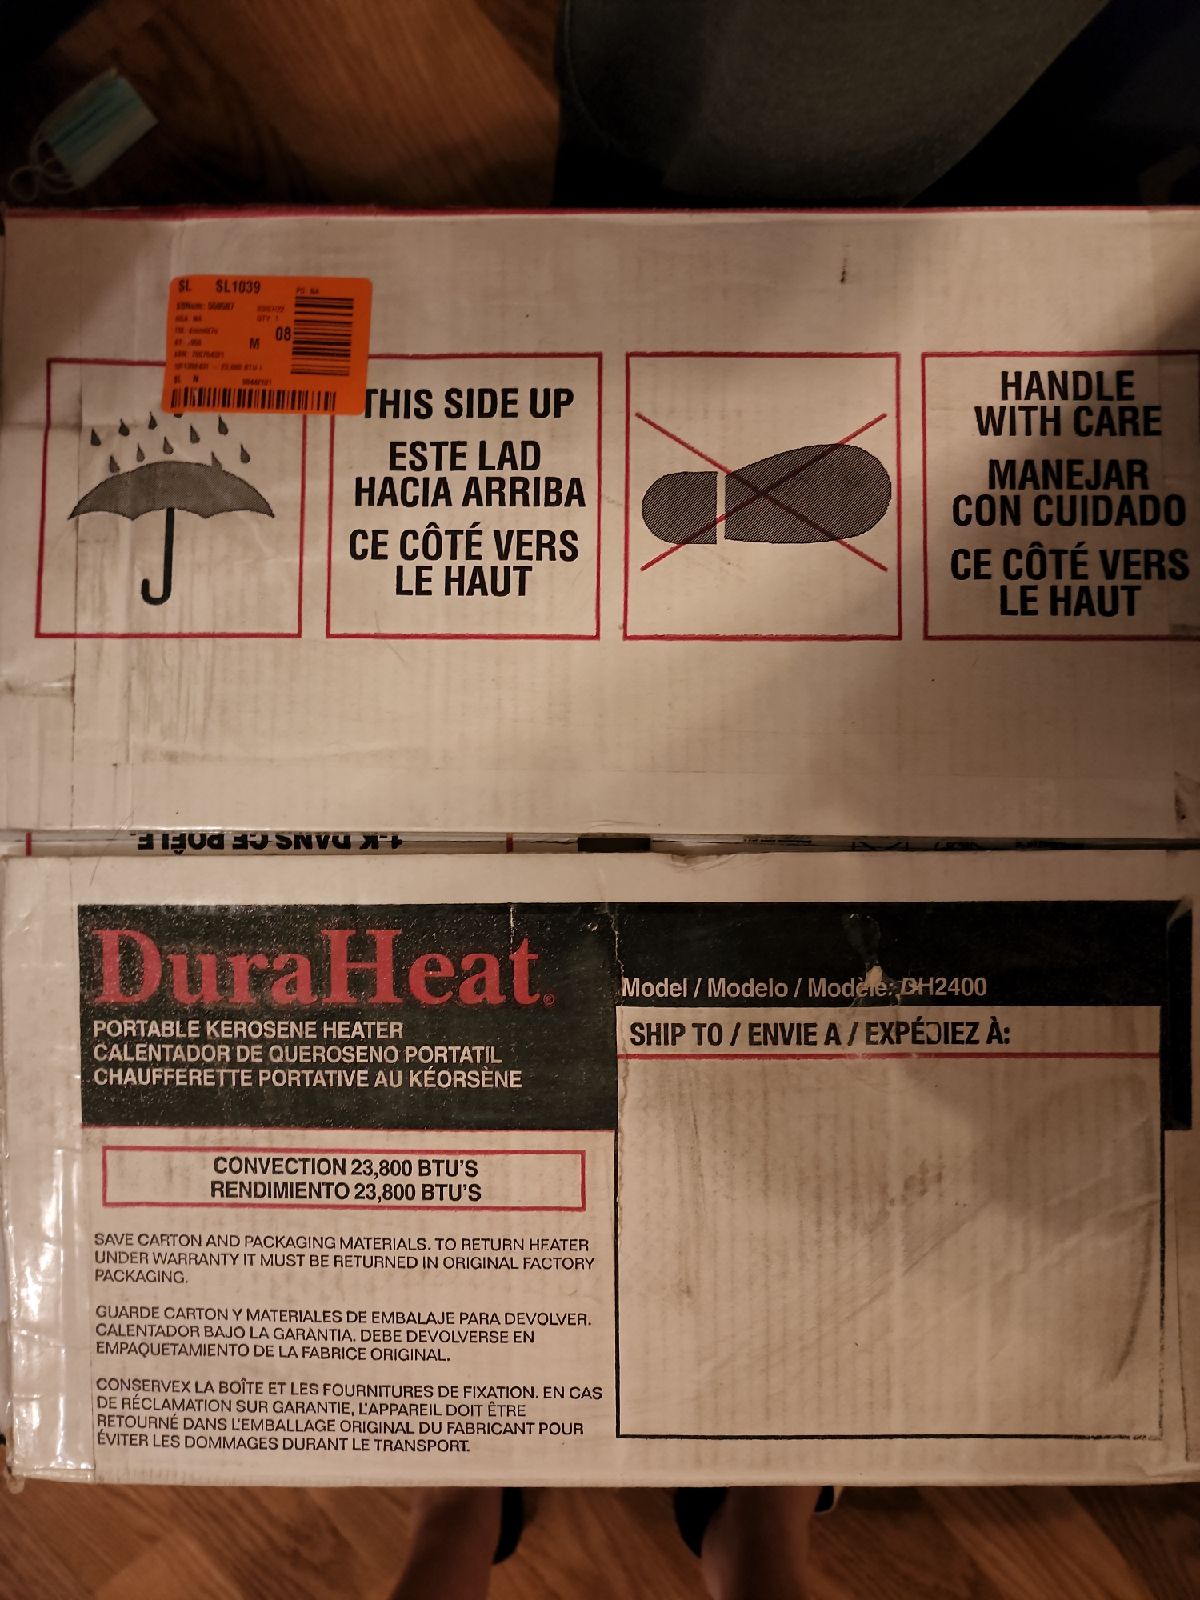 SL SL1039
M 08
THIS SIDE UP
ESTE LAD
HACIA ARRIBA
CE CÔTÉ VERS
LE HAUT
HANDLE
WITH CARE
MANEJAR
CON CUIDADO
CE CÔTÉ VERS
LE HAUT
1-K DANS CE POÊLE.
DuraHeat®
PORTABLE KEROSENE HEATER
CALENTADOR DE QUEROSENO PORTATIL
CHAUFFERETTE PORTATIVE AU KÉORSÈNE
Model / Modelo / Modèle: DH2400
SHIP TO / ENVIE A / EXPÉDIEZ À:
CONVECTION 23,800 BTU'S
RENDIMIENTO 23,800 BTU'S
SAVE CARTON AND PACKAGING MATERIALS. TO RETURN HEATER
UNDER WARRANTY IT MUST BE RETURNED IN ORIGINAL FACTORY
PACKAGING.
GUARDE CARTON Y MATERIALES DE EMBALAJE PARA DEVOLVER.
CALENTADOR BAJO LA GARANTIA, DEBE DEVOLVERSE EN
EMPAQUETAMIENTO DE LA FABRICE ORIGINAL.
CONSERVEX LA BOÎTE ET LES FOURNITURES DE FIXATION. EN CAS
DE RÉCLAMATION SUR GARANTIE, L'APPAREIL DOIT ÊTRE
RETOURNÉ DANS L'EMBALLAGE ORIGINAL DU FABRICANT POUR
ÉVITER LES DOMMAGES DURANT LE TRANSPORT.